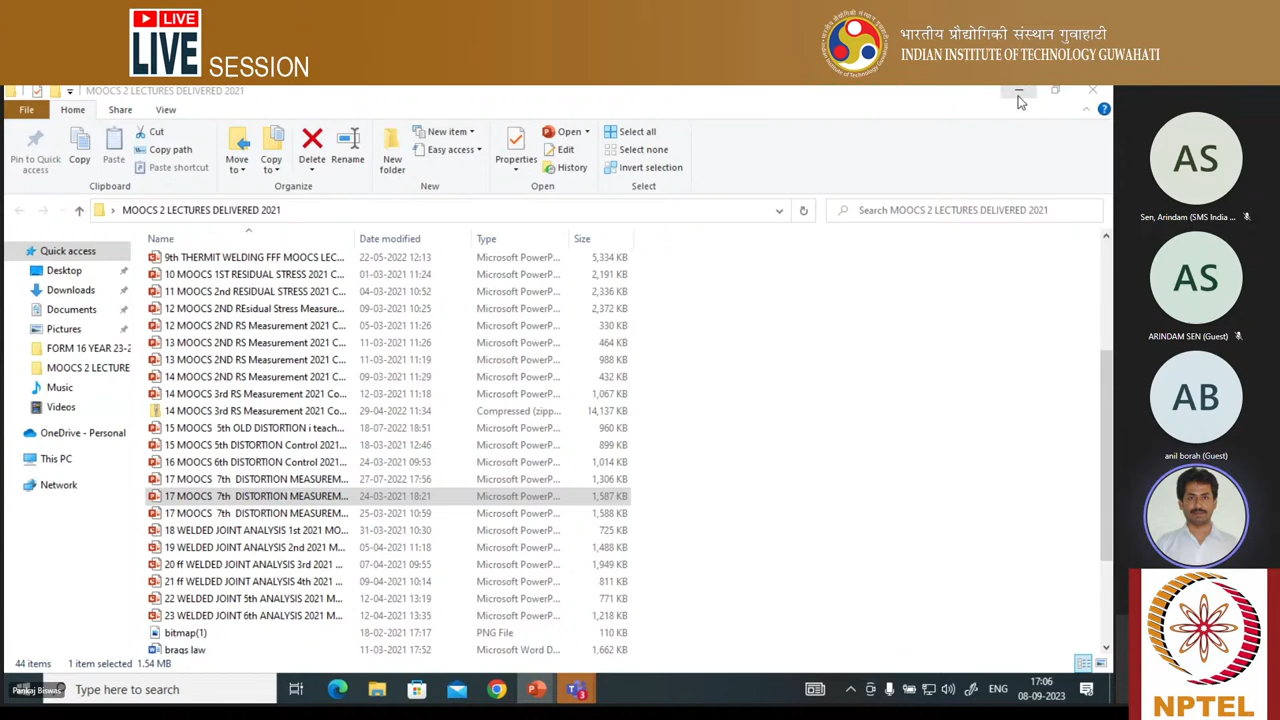 LIVE
LIVE SESSION
भारतीय प्रौद्योगिकी संस्थान गुवाहाटी
INDIAN INSTITUTE OF TECHNOLOGY GUWAHATI
MOOCS 2 LECTURES DELIVERED 2021
File Home Share View
Pin to Quick access
Copy
Paste
Cut
Copy path
Paste shortcut
Clipboard
Move to
Copy to
Delete
Rename
Organize
New folder
New item
Easy access
New
Properties
Open
Edit
History
Open
Select all
Select none
Invert selection
Select
MOOCS 2 LECTURES DELIVERED 2021
Search MOOCS 2 LECTURES DELIVERED 2021
Quick access
Desktop
Downloads
Documents
Pictures
FORM 16 YEAR 23-2
MOOCS 2 LECTURE
Music
Videos
OneDrive - Personal
This PC
Network
Name Date modified Type Size
9th THERMIT WELDING FFF MOOCS LEC... 22-05-2022 12:13 Microsoft PowerP... 5,334 KB
10 MOOCS 1ST RESIDUAL STRESS 2021 C... 01-03-2021 11:24 Microsoft PowerP... 2,191 KB
11 MOOCS 2nd RESIDUAL STRESS 2021 C... 04-03-2021 10:52 Microsoft PowerP... 2,336 KB
12 MOOCS 2ND REsidual Stress Measure... 09-03-2021 10:25 Microsoft PowerP... 2,372 KB
12 MOOCS 2ND RS Measurement 2021 C... 05-03-2021 11:26 Microsoft PowerP... 330 KB
13 MOOCS 2ND RS Measurement 2021 C... 11-03-2021 11:26 Microsoft PowerP... 464 KB
13 MOOCS 2ND RS Measurement 2021 C... 11-03-2021 11:19 Microsoft PowerP... 988 KB
14 MOOCS 2ND RS Measurement 2021 C... 09-03-2021 11:29 Microsoft PowerP... 432 KB
14 MOOCS 3rd RS Measurement 2021 Co... 12-03-2021 11:18 Microsoft PowerP... 1,067 KB
14 MOOCS 3rd RS Measurement 2021 Co... 29-04-2022 11:34 Compressed (zipp... 14,137 KB
15 MOOCS 5th OLD DISTORTION i teach... 18-07-2022 18:51 Microsoft PowerP... 960 KB
15 MOOCS 5th DISTORTION Control 2021... 18-03-2021 12:46 Microsoft PowerP... 899 KB
16 MOOCS 6th DISTORTION Control 2021... 24-03-2021 09:53 Microsoft PowerP... 1,014 KB
17 MOOCS 7th DISTORTION MEASUREM... 27-07-2022 17:56 Microsoft PowerP... 1,306 KB
17 MOOCS 7th DISTORTION MEASUREM... 24-03-2021 18:21 Microsoft PowerP... 1,587 KB
17 MOOCS 7th DISTORTION MEASUREM... 25-03-2021 10:59 Microsoft PowerP... 1,588 KB
18 WELDED JOINT ANALYSIS 1st 2021 MO... 31-03-2021 10:30 Microsoft PowerP... 725 KB
19 WELDED JOINT ANALYSIS 2nd 2021 M... 05-04-2021 11:18 Microsoft PowerP... 1,488 KB
20 ff WELDED JOINT ANALYSIS 3rd 2021 ... 07-04-2021 09:55 Microsoft PowerP... 1,949 KB
21 ff WELDED JOINT ANALYSIS 4th 2021 ... 09-04-2021 10:14 Microsoft PowerP... 811 KB
22 WELDED JOINT 5th ANALYSIS 2021 M... 12-04-2021 13:19 Microsoft PowerP... 771 KB
23 WELDED JOINT 6th ANALYSIS 2021 M... 12-04-2021 13:35 Microsoft PowerP... 1,218 KB
bitmap(1) 18-02-2021 17:17 PNG File 110 KB
brags law 11-03-2021 17:52 Microsoft Word D... 1,662 KB
44 items 1 item selected 1.54 MB
Pankaj Biswas
Type here to search
3
ENG
17:06
08-09-2023
AS
Sen, Arindam (SMS India ...
AS
ARINDAM SEN (Guest)
AB
anil borah (Guest)
NPTEL